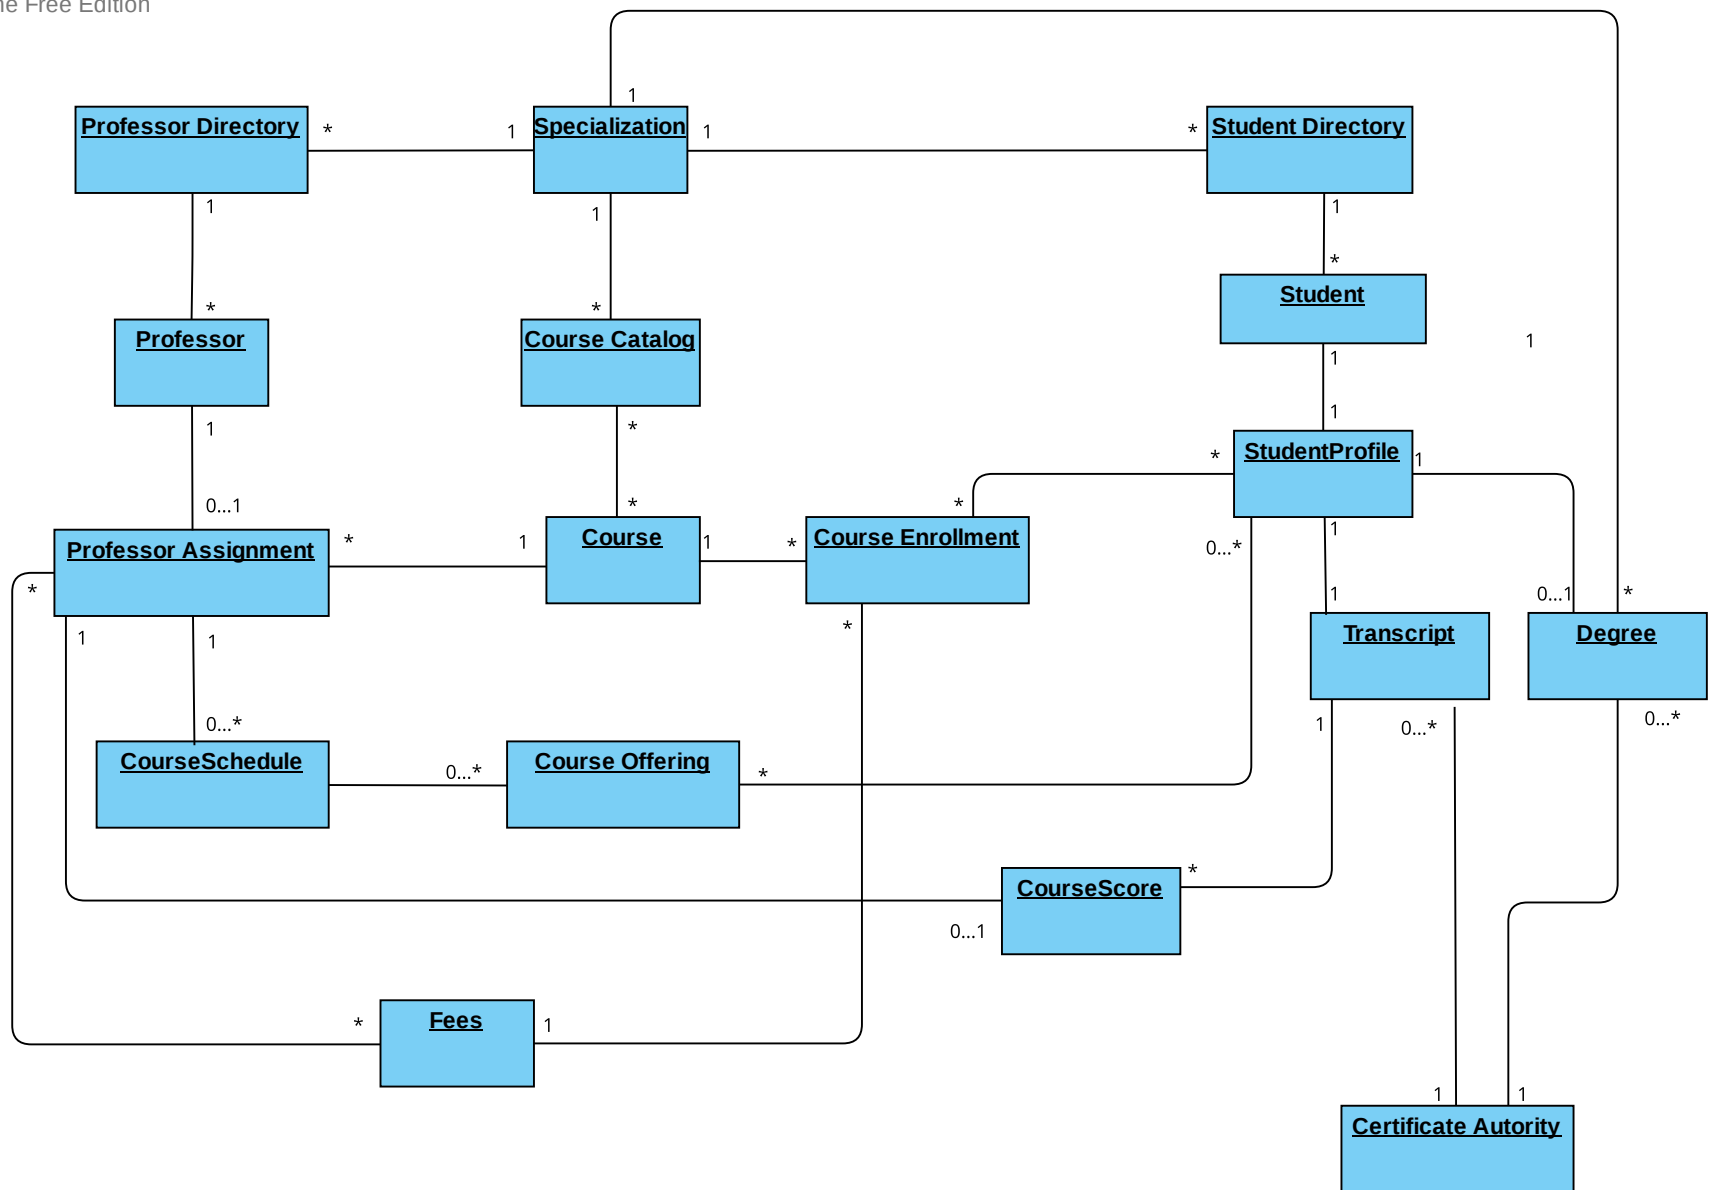 ne Free Edition
1
Professor Directory
*
1
Specialization
1
*
Student Directory
1
1
1
*
Student
*
*
1
1
Professor
Course Catalog
1
1
*
1
StudentProfile
1
*
0...1
*
*
Professor Assignment
*
1
Course
1
*
Course Enrollment
0...*
1
*
1
0...1
*
1
1
*
Transcript
Degree
0...*
1
0...*
0...*
CourseSchedule
0...*
Course Offering
*
*
CourseScore
0...1
*
Fees
1
1
1
Certificate Autority